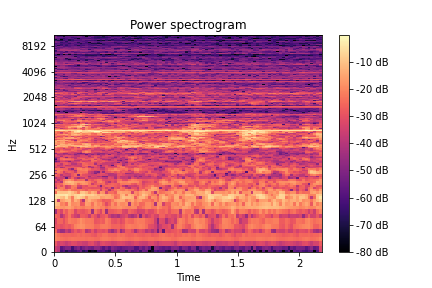 Power spectrogram
8192
4096
2048
1024
512
256
128
64
0
Hz
0
0.5
1
1.5
2
Time
-10 dB
-20 dB
-30 dB
-40 dB
-50 dB
-60 dB
-70 dB
-80 dB